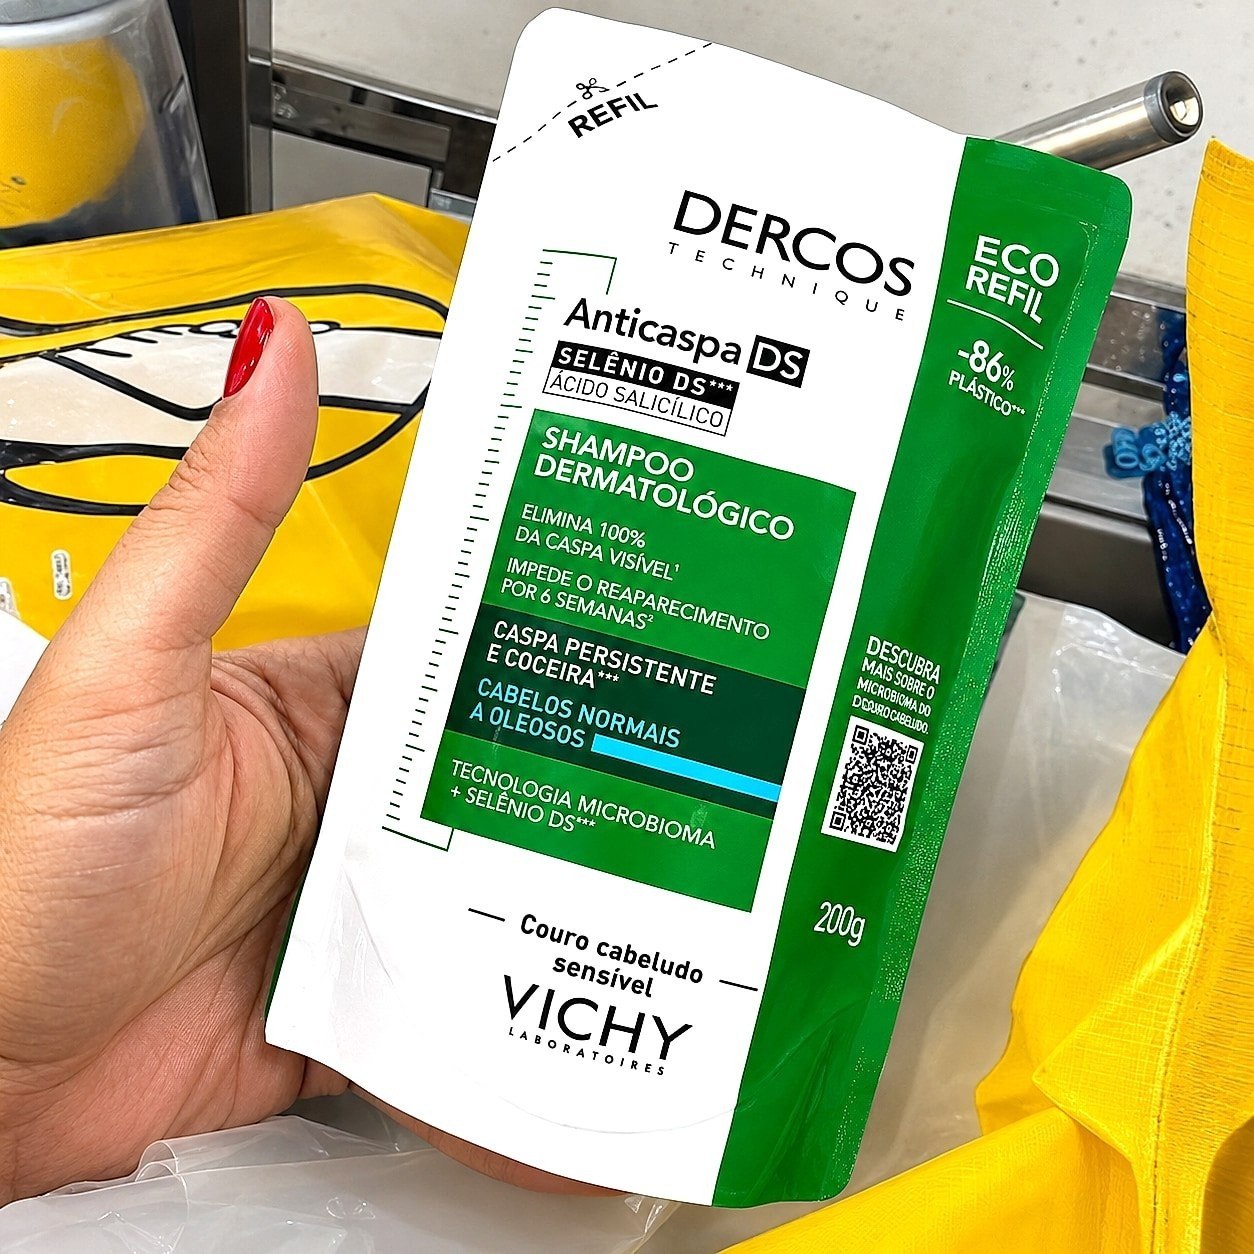 REFIL
DERCOS
TECHNIQUE
Anticaspa DS
SELÊNIO DS***
ÁCIDO SALICÍLICO
SHAMPOO
DERMATOLÓGICO
ELIMINA 100%
DA CASPA VISÍVEL¹
IMPEDE O REAPARECIMENTO
POR 6 SEMANAS²
CASPA PERSISTENTE
E COCEIRA***
CABELOS NORMAIS
A OLEOSOS
TECNOLOGIA MICROBIOMA
+ SELÊNIO DS***
Couro cabeludo
sensível
VICHY
LABORATOIRES
ECO
REFIL
-86%
PLÁSTICO***
DESCUBRA
MAIS SOBRE O
MICROBIOMA DO
200g